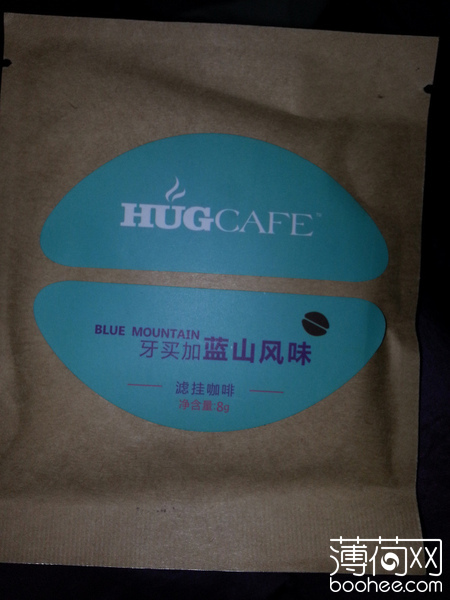 HUGCAFE™
BLUE MOUNTAIN
牙买加蓝山风味
滤挂咖啡
净含量:8g
薄荷网
boohee.com